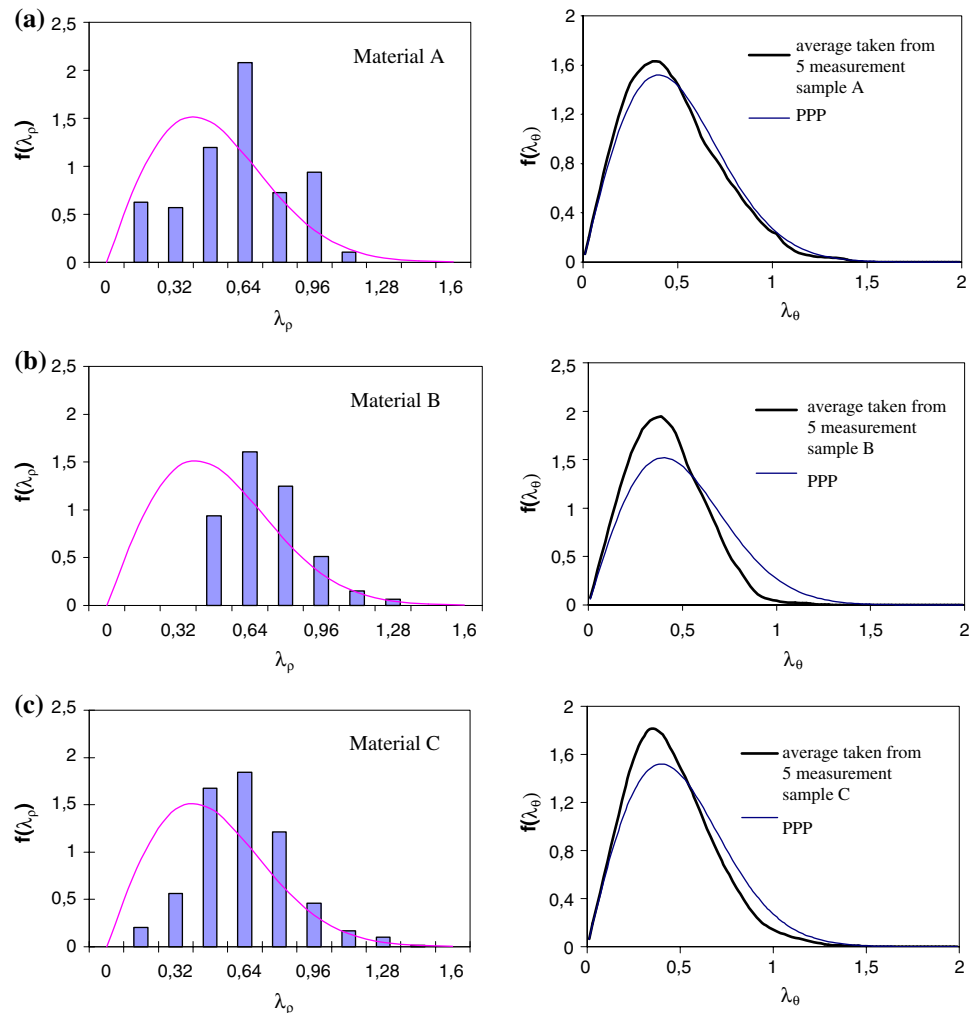 (a)
2,5
2
1,5
1
0,5
0
f(λρ)
Material A
0 0,32 0,64 0,96 1,28 1,6
λρ
2
1,6
1,2
0,8
0,4
0
f(λθ)
average taken from
5 measurement
sample A
PPP
0 0,5 1 1,5 2
λθ
(b)
2,5
2
1,5
1
0,5
0
f(λρ)
Material B
0 0,32 0,64 0,96 1,28 1,6
λρ
2,5
2
1,5
1
0,5
0
f(λθ)
average taken from
5 measurement
sample B
PPP
0 0,5 1 1,5 2
λθ
(c)
2,5
2
1,5
1
0,5
0
f(λρ)
Material C
0 0,32 0,64 0,96 1,28 1,6
λρ
2
1,6
1,2
0,8
0,4
0
f(λθ)
average taken from
5 measurement
sample C
PPP
0 0,5 1 1,5 2
λθ